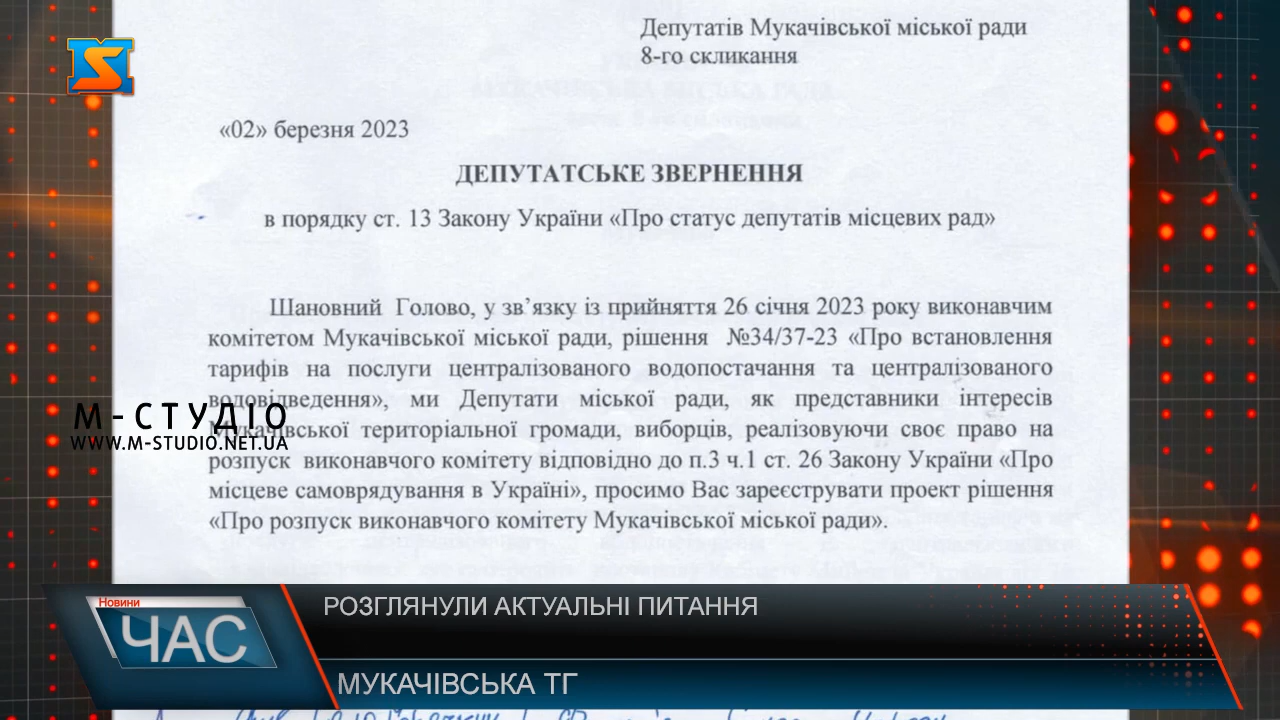 Депутатів Мукачівської міської ради
8-го скликання
«02» березня 2023
ДЕПУТАТСЬКЕ ЗВЕРНЕННЯ
в порядку ст. 13 Закону України «Про статус депутатів місцевих рад»
Шановний Голово, у зв’язку із прийняття 26 січня 2023 року виконавчим
комітетом Мукачівської міської ради, рішення №34/37-23 «Про встановлення
тарифів на послуги централізованого водопостачання та централізованого
водовідведення», ми Депутати міської ради, як представники інтересів
Мукачівської територіальної громади, виборців, реалізовуючи своє право на
розпуск виконавчого комітету відповідно до п.3 ч.1 ст. 26 Закону України «Про
місцеве самоврядування в Україні», просимо Вас зареєструвати проект рішення
«Про розпуск виконавчого комітету Мукачівської міської ради».
М-СТУДІО
WWW.M-STUDIO.NET.UA
Новини
ЧАС
РОЗГЛЯНУЛИ АКТУАЛЬНІ ПИТАННЯ
МУКАЧІВСЬКА ТГ